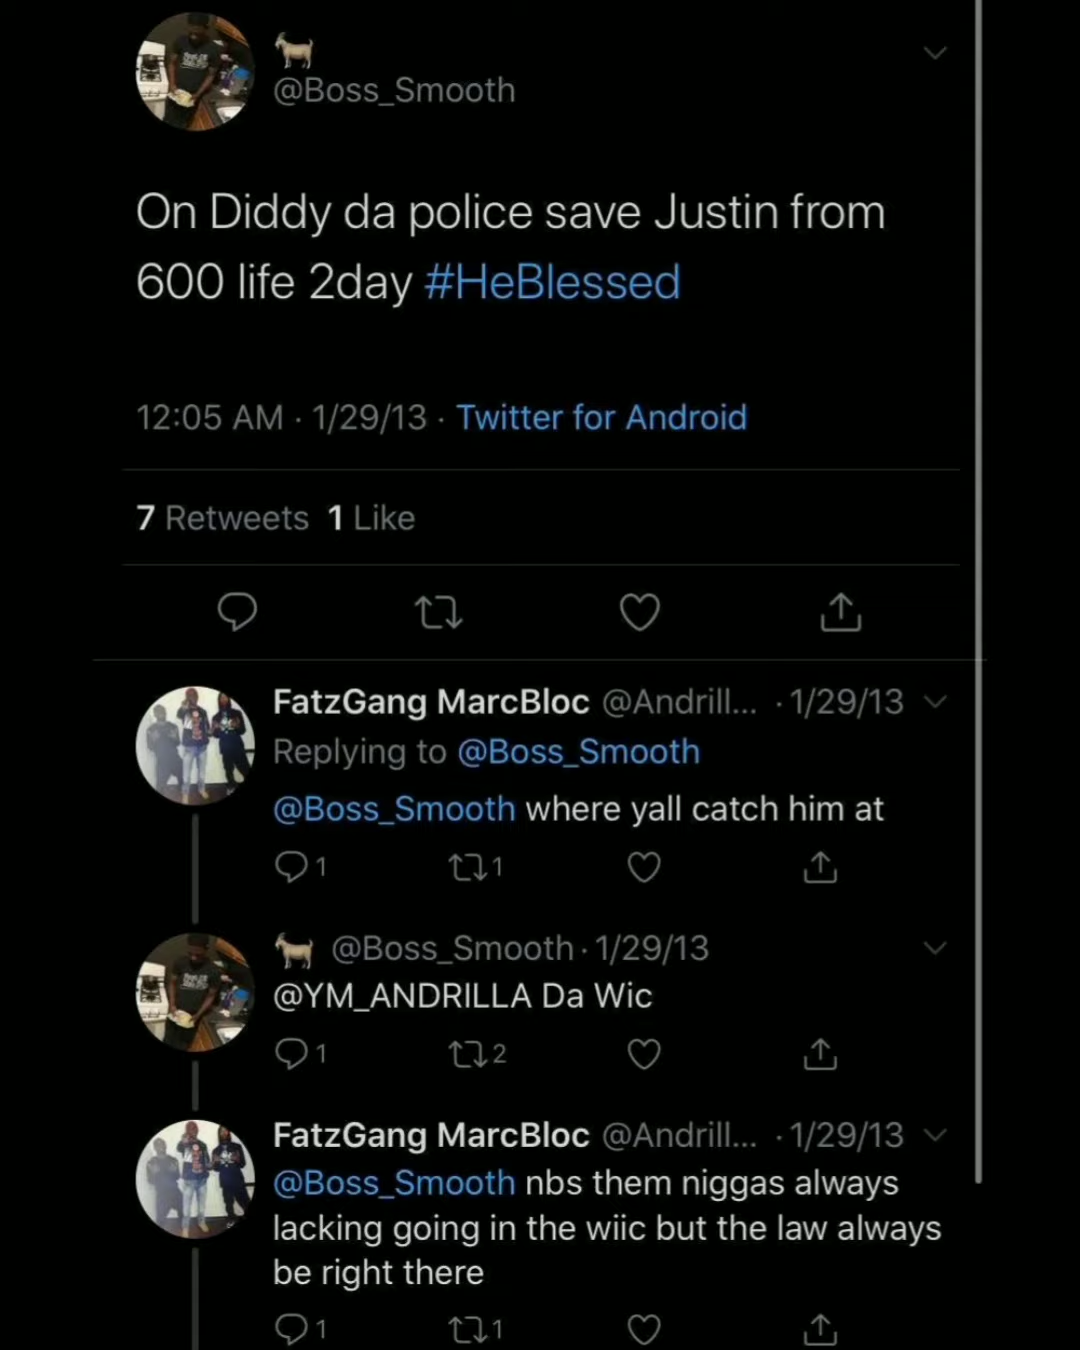 @Boss_Smooth
On Diddy da police save Justin from
600 life 2day #HeBlessed
12:05 AM · 1/29/13 · Twitter for Android
7 Retweets 1 Like
FatzGang MarcBloc @Andrill... · 1/29/13
Replying to @Boss_Smooth
@Boss_Smooth where yall catch him at
1 1
@Boss_Smooth · 1/29/13
@YM_ANDRILLA Da Wic
1 2
FatzGang MarcBloc @Andrill... · 1/29/13
@Boss_Smooth nbs them niggas always
lacking going in the wiic but the law always
be right there
1 1